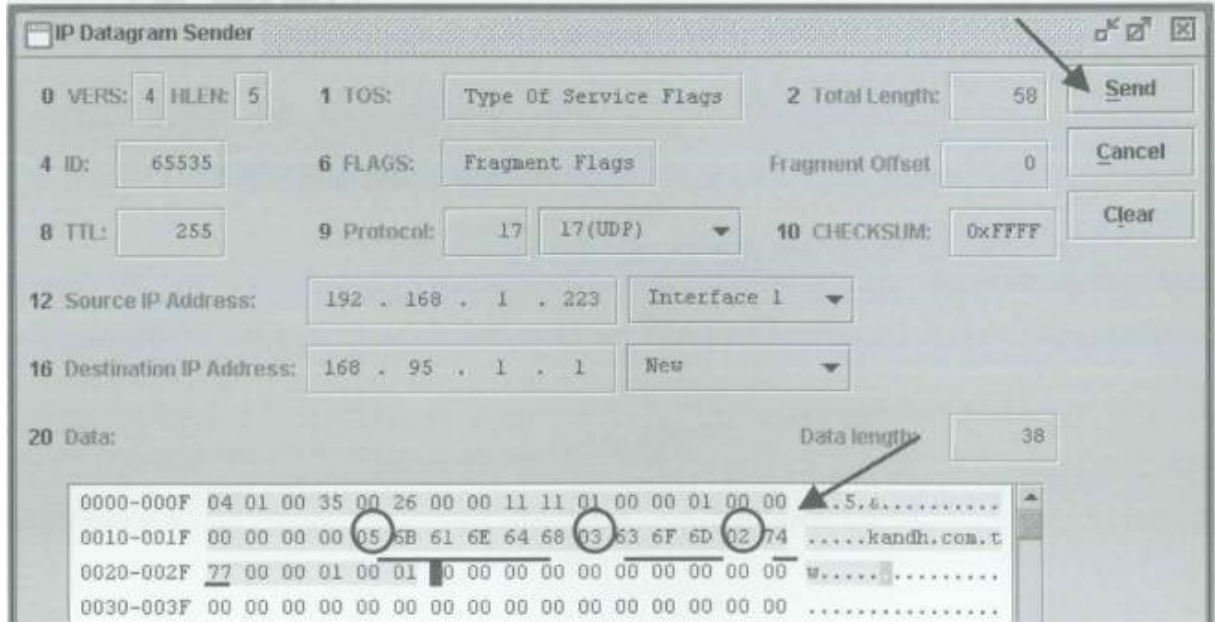 IP Datagram Sender
0 VERS: 4 HLEN: 5 1 TOS: Type Of Service Flags 2 Total Length: 58 Send
4 ID: 65535 6 FLAGS: Fragment Flags Fragment Offset 0 Cancel
8 TTL: 255 9 Protocol: 17 17(UDP) 10 CHECKSUM: 0xFFFF Clear
12 Source IP Address: 192 . 168 . 1 . 223 Interface 1
16 Destination IP Address: 168 . 95 . 1 . 1 New
20 Data: Data length: 38
0000-000F 04 01 00 35 00 26 00 00 11 11 01 00 00 01 00 00 ...5.&..........
0010-001F 00 00 00 00 05 6B 61 6E 64 68 03 63 6F 6D 02 74 .....kandh.com.t
0020-002F 77 00 00 01 00 01 00 00 00 00 00 00 00 00 00 00 w...............
0030-003F 00 00 00 00 00 00 00 00 00 00 00 00 00 00 00 00 ................